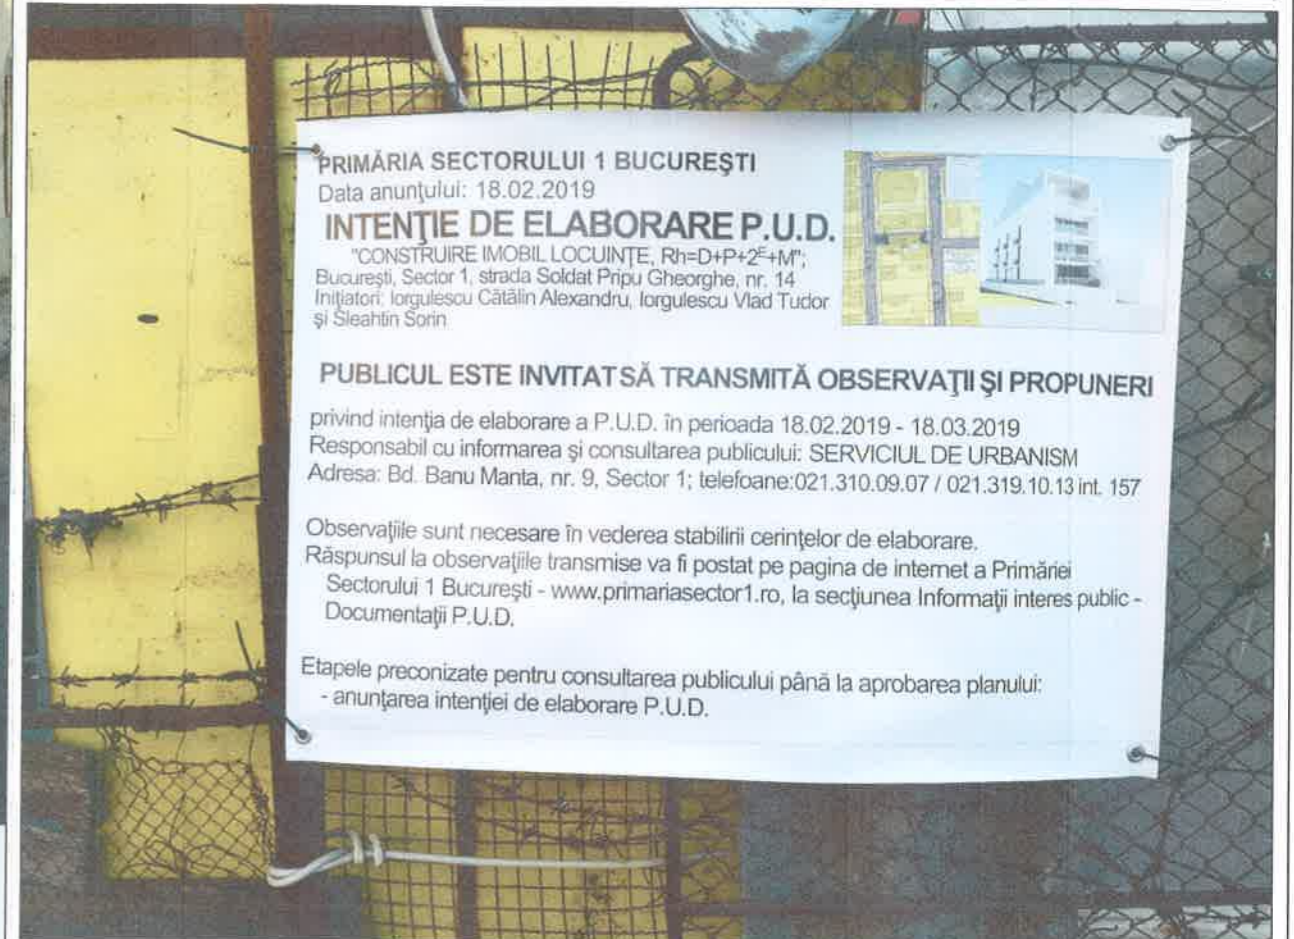 PRIMĂRIA SECTORULUI 1 BUCUREŞTI
Data anunţului: 18.02.2019
INTENŢIE DE ELABORARE P.U.D.
"CONSTRUIRE IMOBIL LOCUINŢE, Rh=D+P+2ᴱ+M";
Bucureşti, Sector 1, strada Soldat Pripu Gheorghe, nr. 14
Iniţiatori: Iorgulescu Cătălin Alexandru, Iorgulescu Vlad Tudor
şi Sleahtin Sorin
PUBLICUL ESTE INVITAT SĂ TRANSMITĂ OBSERVAŢII ŞI PROPUNERI
privind intenţia de elaborare a P.U.D. în perioada 18.02.2019 - 18.03.2019
Responsabil cu informarea şi consultarea publicului: SERVICIUL DE URBANISM
Adresa: Bd. Banu Manta, nr. 9, Sector 1; telefoane:021.310.09.07 / 021.319.10.13 int. 157
Observaţiile sunt necesare în vederea stabilirii cerinţelor de elaborare.
Răspunsul la observaţiile transmise va fi postat pe pagina de internet a Primăriei
Sectorului 1 Bucureşti - www.primariasector1.ro, la secţiunea Informaţii interes public -
Documentaţii P.U.D.
Etapele preconizate pentru consultarea publicului până la aprobarea planului:
- anunţarea intenţiei de elaborare P.U.D.